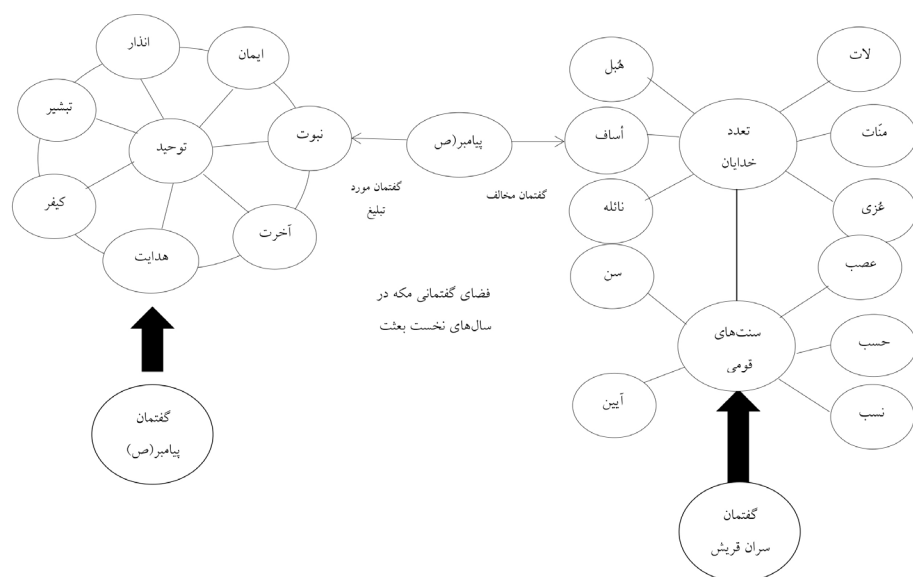 انذار
ایمان
تبشیر
نبوت
توحید
کیفر
آخرت
هدایت
گفتمان
پیامبر(ص)
پیامبر(ص)
گفتمان مورد
تبلیغ
گفتمان مخالف
فضای گفتمانی مکه در
سال‌های نخست بعثت
هُبل
لات
أساف
تعدد
خدایان
منّات
نائله
عُزی
سن
عصب
سنت‌های
قومی
حسب
آیین
نسب
گفتمان
سران قریش